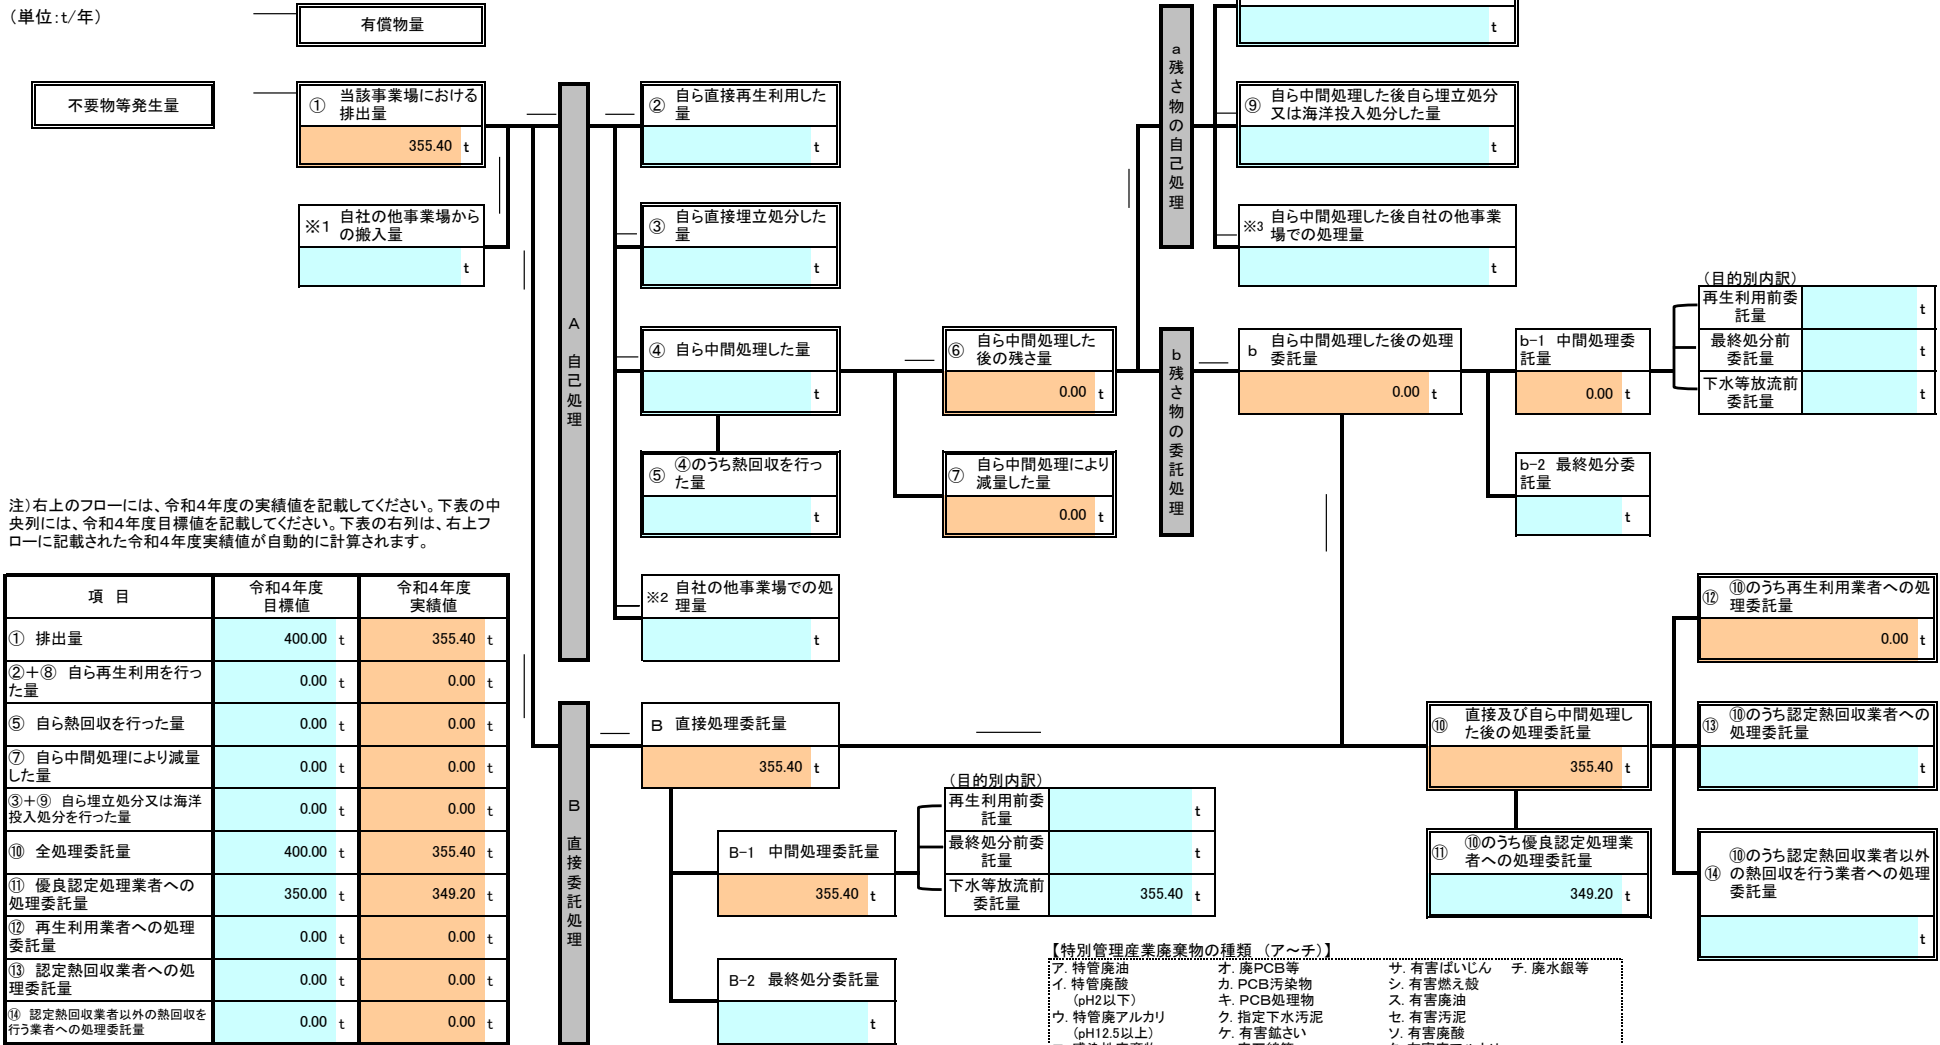 (単位:t/年)
有償物量
t
不要物等発生量
① 当該事業場における
排出量
355.40 t
※1 自社の他事業場から
の搬入量
t
A 自己処理
② 自ら直接再生利用した
量
t
③ 自ら直接埋立処分した
量
t
④ 自ら中間処理した量
t
⑤ ④のうち熱回収を行っ
た量
t
※2 自社の他事業場での処
理量
t
⑥ 自ら中間処理した
後の残さ量
0.00 t
⑦ 自ら中間処理により
減量した量
0.00 t
a 残さ物の自己処理
⑨ 自ら中間処理した後自ら埋立処分
又は海洋投入処分した量
t
※3 自ら中間処理した後自社の他事業
場での処理量
t
b 残さ物の委託処理
b 自ら中間処理した後の処理
委託量
0.00 t
b-1 中間処理委
託量
0.00 t
(目的別内訳)
再生利用前委
託量
t
最終処分前
委託量
t
下水等放流前
委託量
t
b-2 最終処分委
託量
t
注)右上のフローには、令和4年度の実績値を記載してください。下表の中
央列には、令和4年度目標値を記載してください。下表の右列は、右上フ
ローに記載された令和4年度実績値が自動的に計算されます。
項 目 令和4年度
目標値 令和4年度
実績値
① 排出量 400.00 t 355.40 t
②+⑧ 自ら再生利用を行っ
た量 0.00 t 0.00 t
⑤ 自ら熱回収を行った量 0.00 t 0.00 t
⑦ 自ら中間処理により減量
した量 0.00 t 0.00 t
③+⑨ 自ら埋立処分又は海洋
投入処分を行った量 0.00 t 0.00 t
⑩ 全処理委託量 400.00 t 355.40 t
⑪ 優良認定処理業者への
処理委託量 350.00 t 349.20 t
⑫ 再生利用業者への処理
委託量 0.00 t 0.00 t
⑬ 認定熱回収業者への処
理委託量 0.00 t 0.00 t
⑭ 認定熱回収業者以外の熱回収を
行う業者への処理委託量 0.00 t 0.00 t
B 直接委託処理
B 直接処理委託量
355.40 t
B-1 中間処理委託量
355.40 t
(目的別内訳)
再生利用前委
託量
t
最終処分前委
託量
t
下水等放流前
委託量
355.40 t
B-2 最終処分委託量
t
⑩ 直接及び自ら中間処理し
た後の処理委託量
355.40 t
⑪ ⑩のうち優良認定処理業
者への処理委託量
349.20 t
⑫ ⑩のうち再生利用業者への処
理委託量
0.00 t
⑬ ⑩のうち認定熱回収業者への
処理委託量
t
⑭ ⑩のうち認定熱回収業者以外
の熱回収を行う業者への処理
委託量
t
【特別管理産業廃棄物の種類 (ア~チ)】
ア. 特管廃油 オ. 廃PCB等 サ. 有害ばいじん チ. 廃水銀等
イ. 特管廃酸 カ. PCB汚染物 シ. 有害燃え殻
(pH2以下) キ. PCB処理物 ス. 有害廃油
ウ. 特管廃アルカリ ク. 指定下水汚泥 セ. 有害汚泥
(pH12.5以上) ケ. 有害鉱さい ソ. 有害廃酸